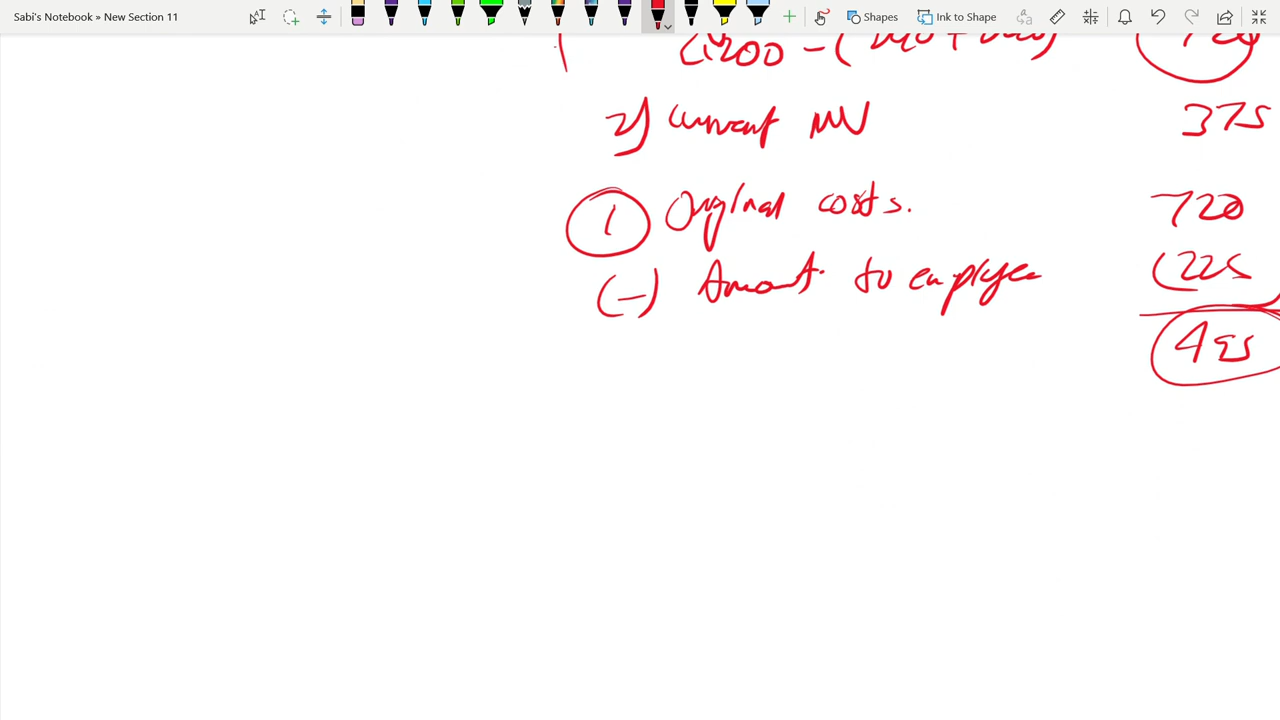 Sabi's Notebook » New Section 11
Shapes Ink to Shape
2) Current MV 375
1 Original costs. 720
(-) Amount to employee (225)
495